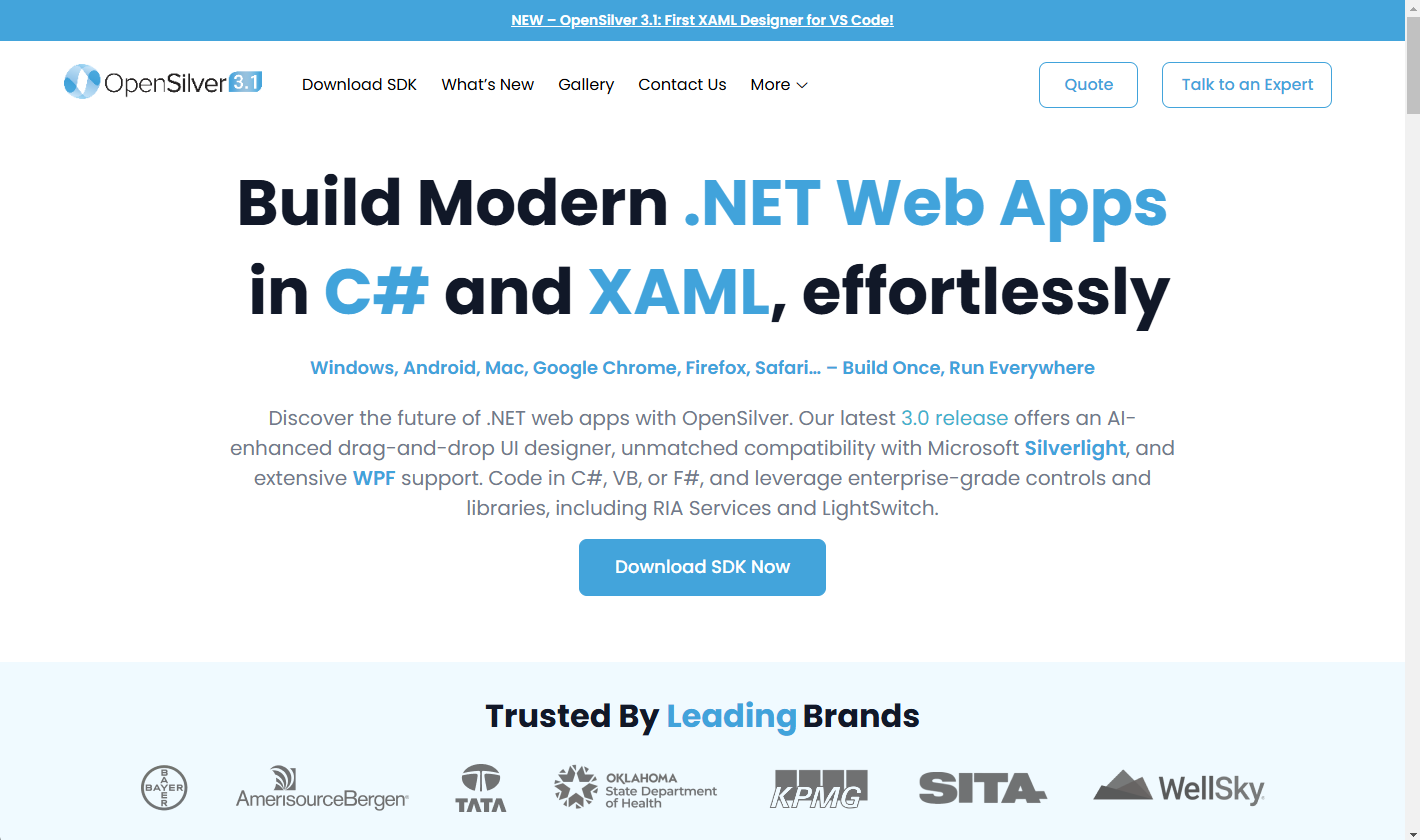 NEW – OpenSilver 3.1: First XAML Designer for VS Code!
OpenSilver 3.1
Download SDK
What's New
Gallery
Contact Us
More
Quote
Talk to an Expert
Build Modern .NET Web Apps
in C# and XAML, effortlessly
Windows, Android, Mac, Google Chrome, Firefox, Safari... – Build Once, Run Everywhere
Discover the future of .NET web apps with OpenSilver. Our latest 3.0 release offers an AI-
enhanced drag-and-drop UI designer, unmatched compatibility with Microsoft Silverlight, and
extensive WPF support. Code in C#, VB, or F#, and leverage enterprise-grade controls and
libraries, including RIA Services and LightSwitch.
Download SDK Now
Trusted By Leading Brands
BAYER
BAYER
AmerisourceBergen
TATA
OKLAHOMA
State Department
of Health
KPMG
SITA
WellSky